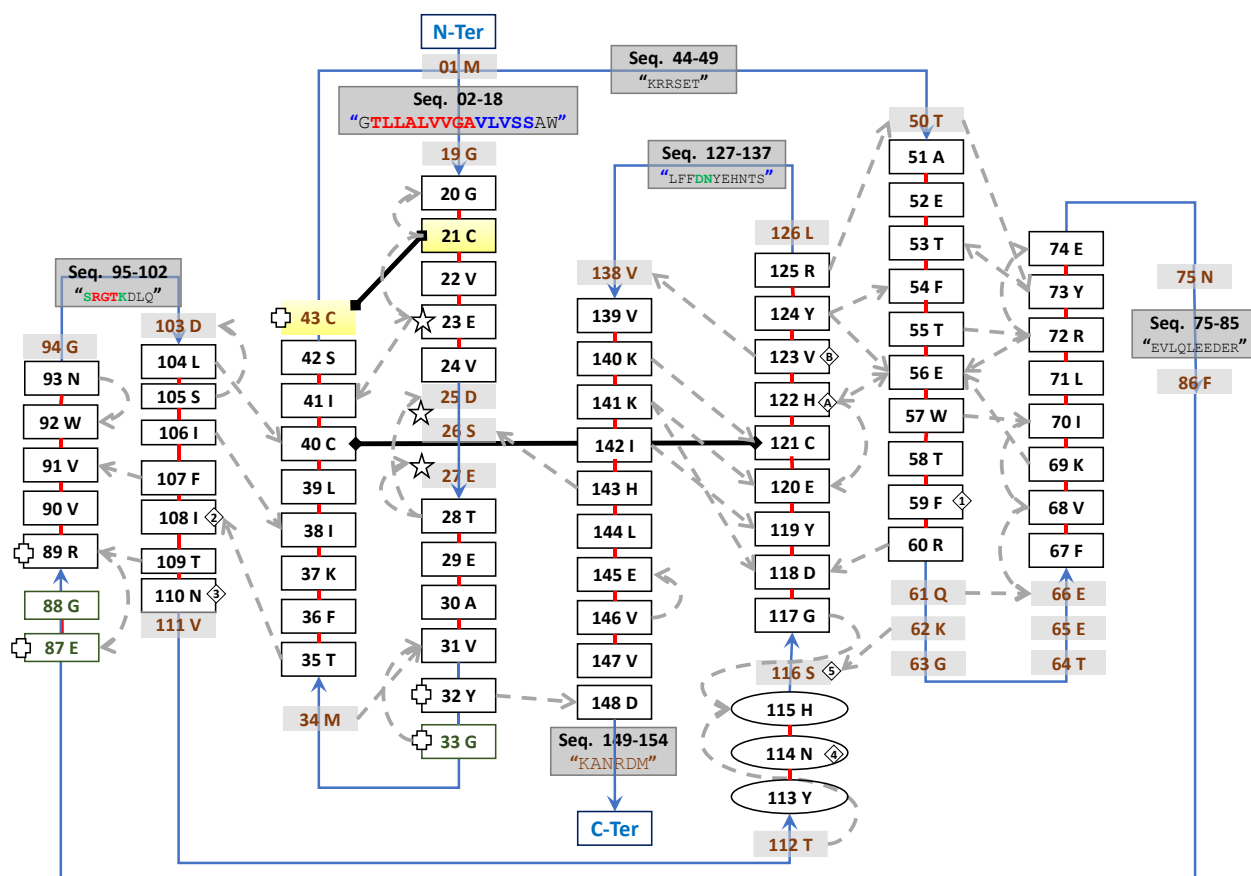 N-Ter
01 M
Seq. 02-18
“GTLLALVVGAVLVSSAW”
19 G
20 G
21 C
22 V
23 E
24 V
25 D
26 S
27 E
28 T
29 E
30 A
31 V
32 Y
33 G
34 M
35 T
36 F
37 K
38 I
39 L
40 C
41 I
42 S
43 C
Seq. 44-49
“KRRSET”
50 T
51 A
52 E
53 T
54 F
55 T
56 E
57 W
58 T
59 F
1
60 R
61 Q
62 K
63 G
64 T
65 E
66 E
67 F
68 V
69 K
70 I
71 L
72 R
73 Y
74 E
75 N
Seq. 75-85
“EVLQLEEDER”
86 F
87 E
88 G
89 R
90 V
91 V
92 W
93 N
94 G
Seq. 95-102
“SRGTKDLQ”
103 D
104 L
105 S
106 I
107 F
108 I
2
109 T
110 N
3
111 V
112 T
113 Y
114 N
4
115 H
116 S
5
117 G
118 D
119 Y
120 E
121 C
122 H
A
123 V
B
124 Y
125 R
126 L
Seq. 127-137
“LFFDNYEHNTS”
138 V
139 V
140 K
141 K
142 I
143 H
144 L
145 E
146 V
147 V
148 D
Seq. 149-154
“KANRDM”
C-Ter